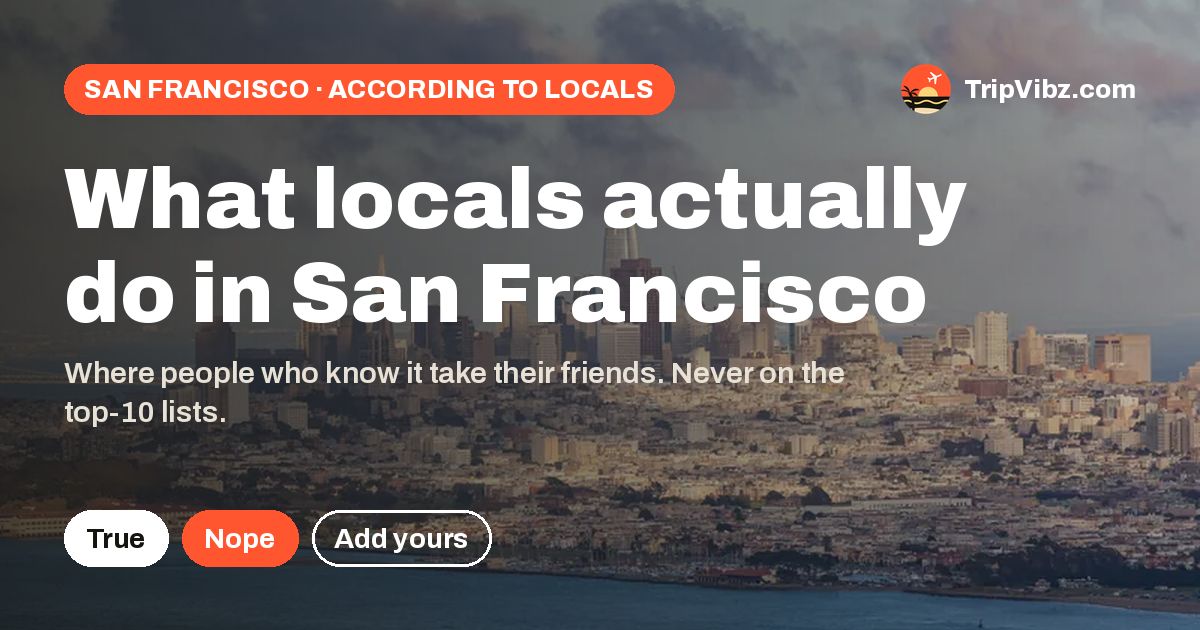 SAN FRANCISCO · ACCORDING TO LOCALS
TripVibz.com
What locals actually
do in San Francisco
Where people who know it take their friends. Never on the
top-10 lists.
True
Nope
Add yours